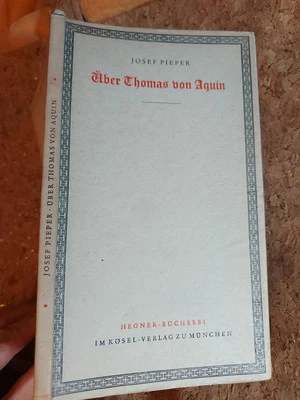 JOSEF PIEPER
Über Thomas von Aquin
HEGNER-BÜCHEREI
IM KÖSEL-VERLAG ZU MÜNCHEN
JOSEF PIEPER · ÜBER THOMAS VON AQUIN